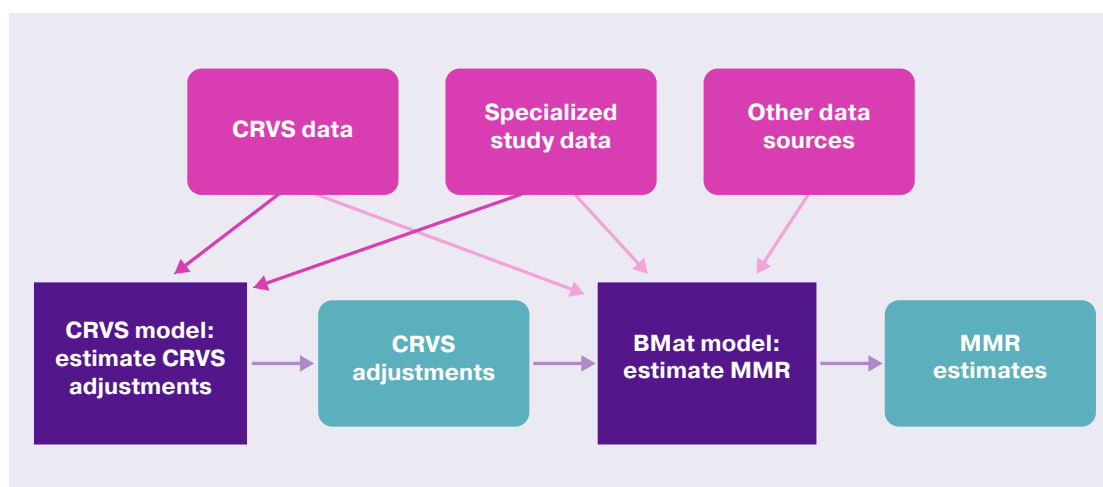 CRVS data
Specialized
study data
Other data
sources
CRVS model:
estimate CRVS
adjustments
CRVS
adjustments
BMat model:
estimate MMR
MMR
estimates